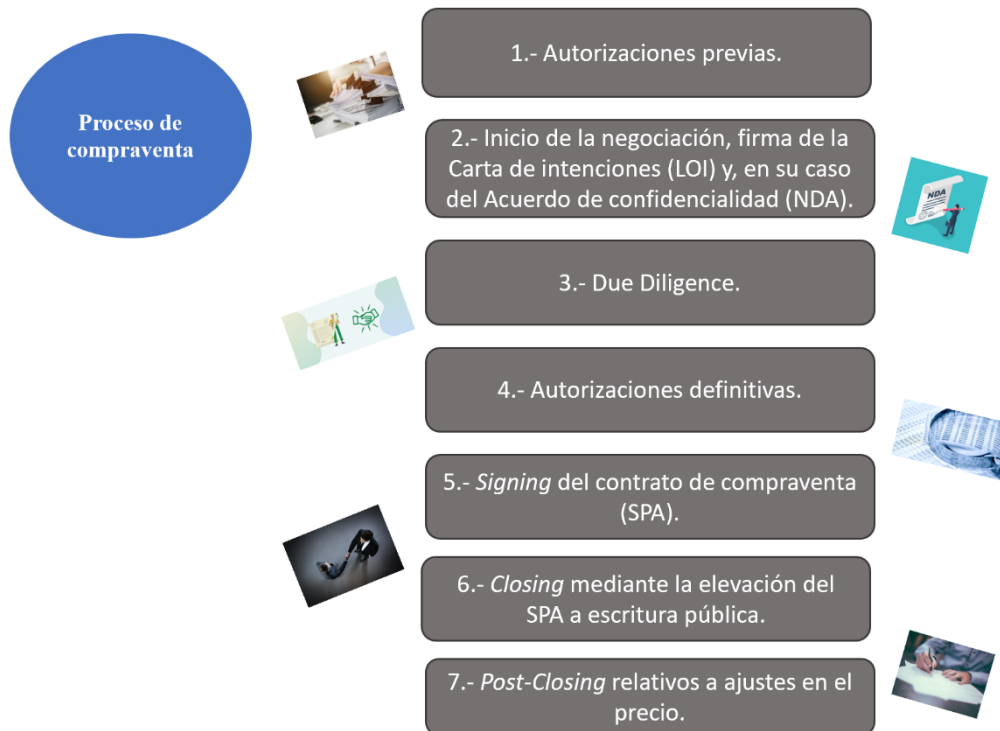 Proceso de
compraventa
1.- Autorizaciones previas.
2.- Inicio de la negociación, firma de la
Carta de intenciones (LOI) y, en su caso
del Acuerdo de confidencialidad (NDA).
NDA
3.- Due Diligence.
4.- Autorizaciones definitivas.
5.- Signing del contrato de compraventa
(SPA).
6.- Closing mediante la elevación del
SPA a escritura pública.
7.- Post-Closing relativos a ajustes en el
precio.